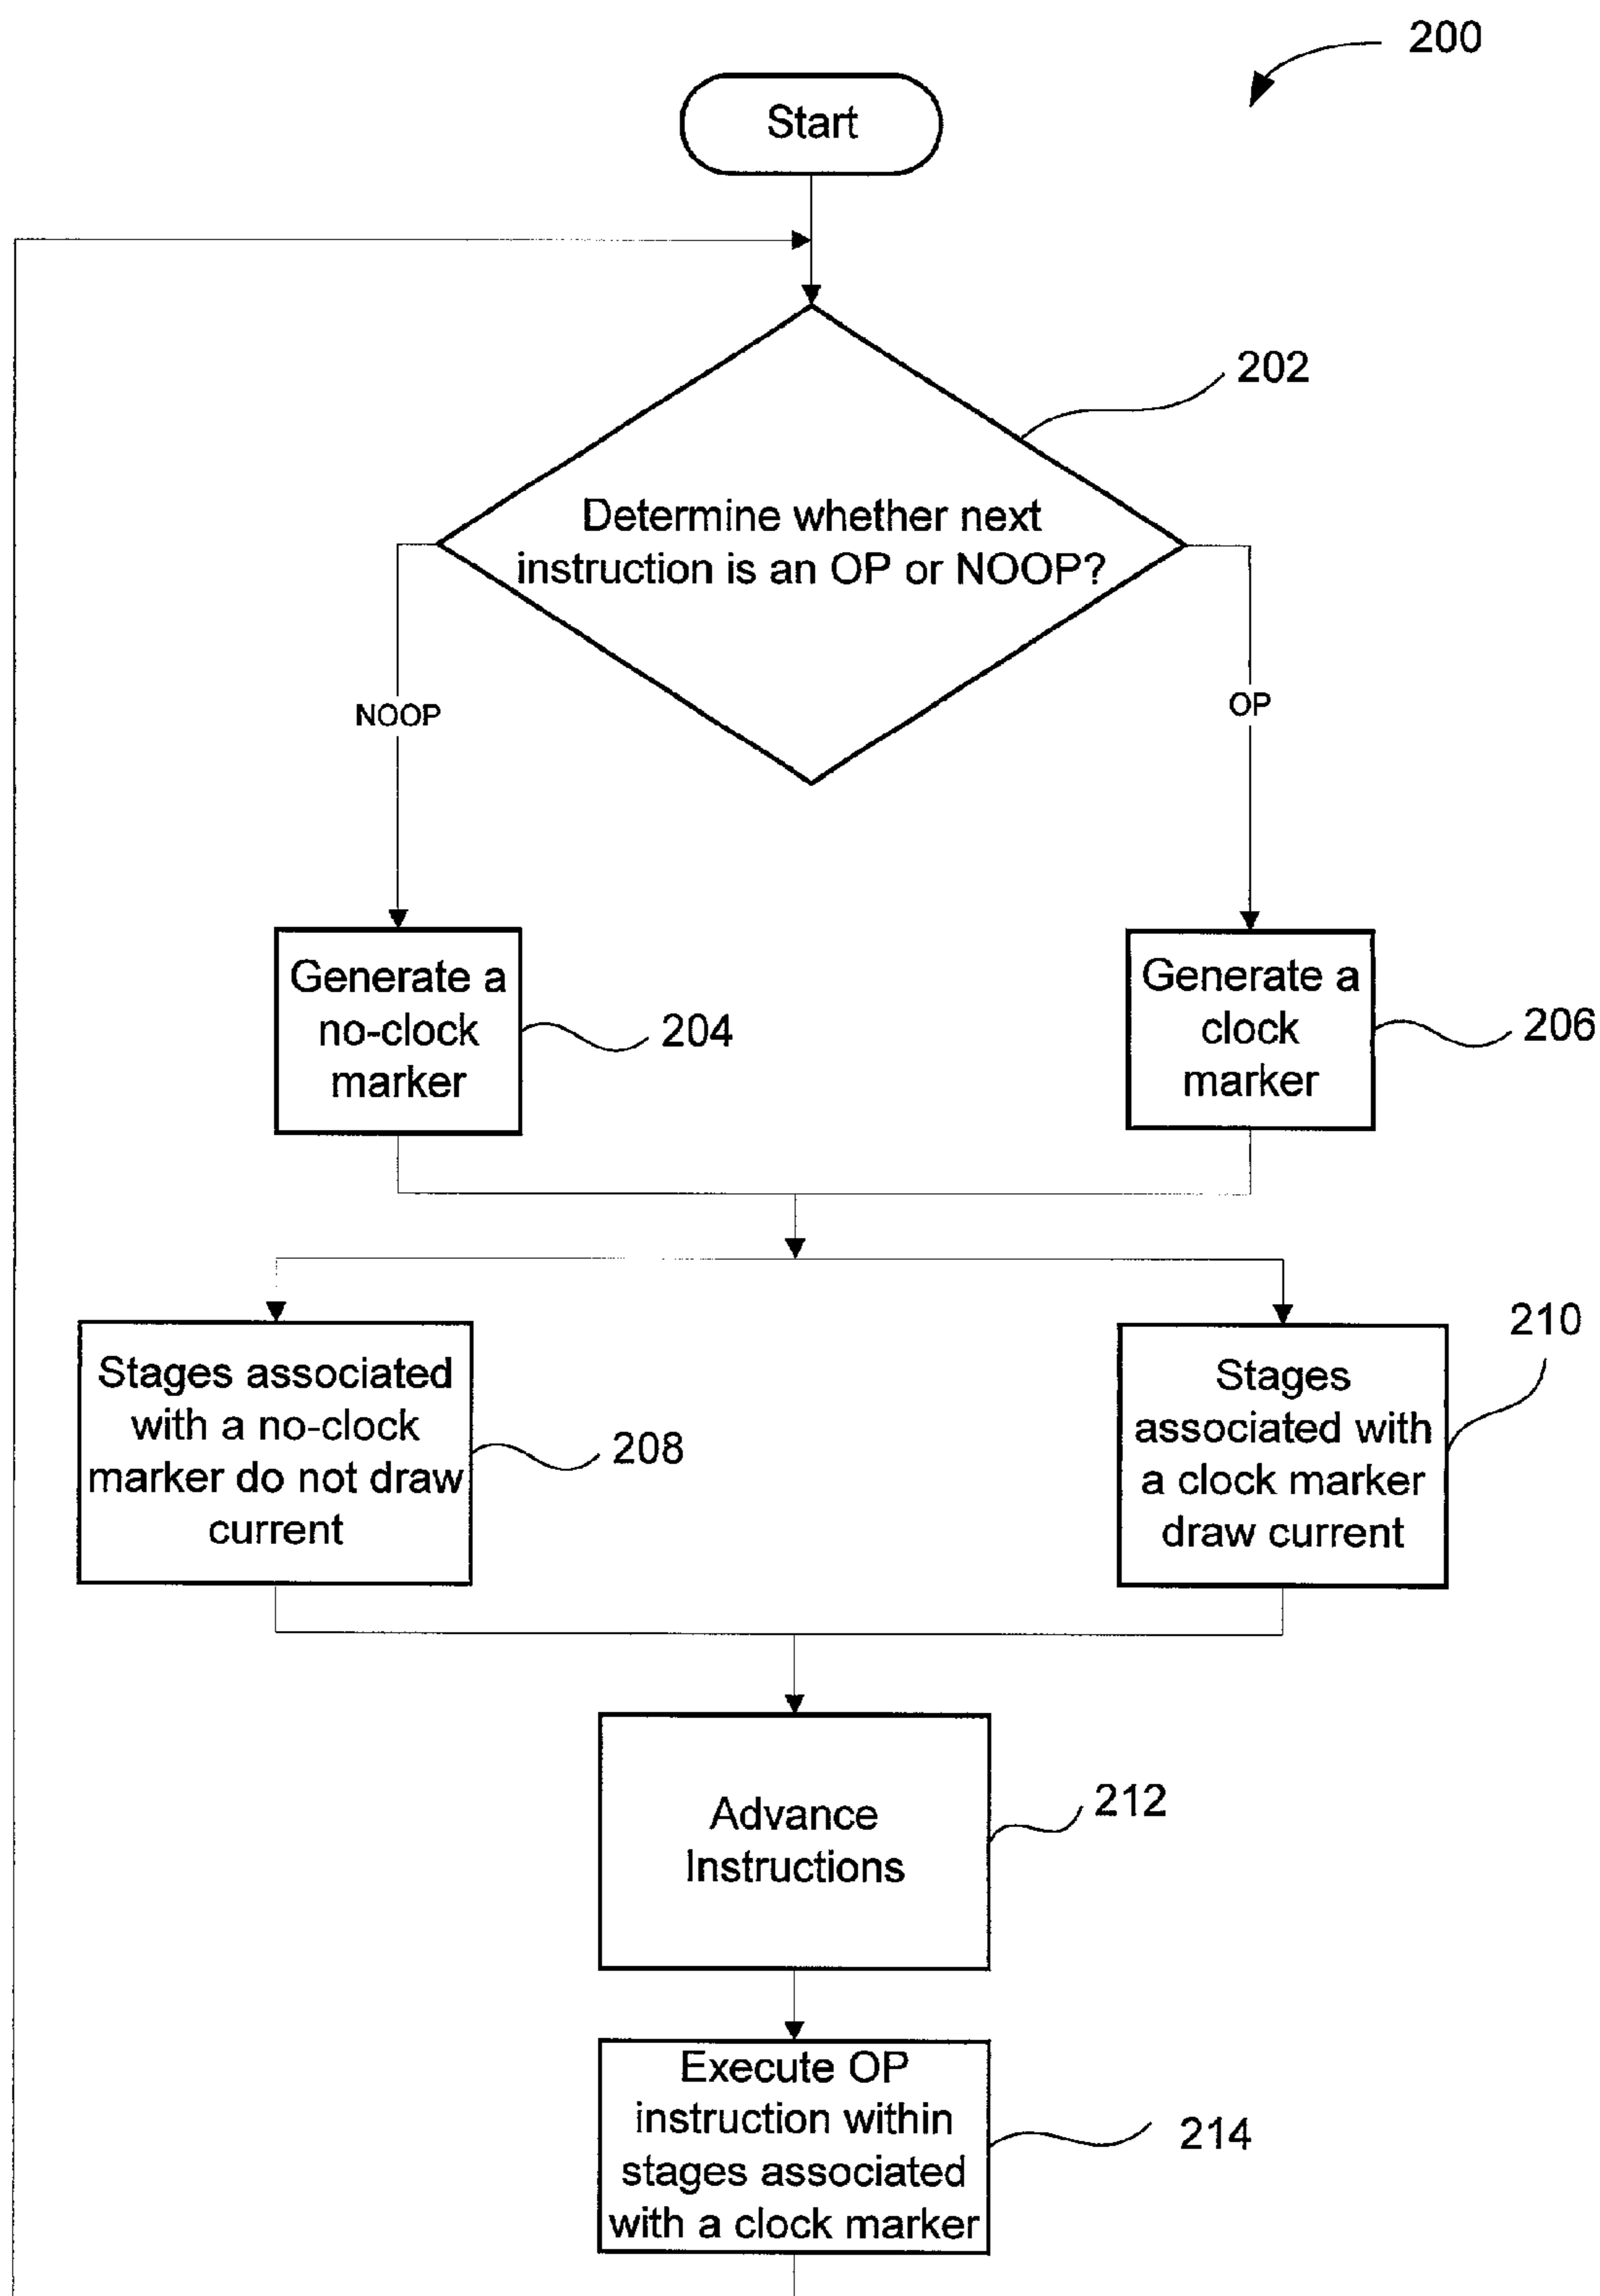 200
Start
202
Determine whether next
instruction is an OP or NOOP?
NOOP
OP
Generate a
no-clock
marker
204
Generate a
clock
marker
206
Stages associated
with a no-clock
marker do not draw
current
208
Stages
associated with
a clock marker
draw current
210
Advance
Instructions
212
Execute OP
instruction within
stages associated
with a clock marker
214